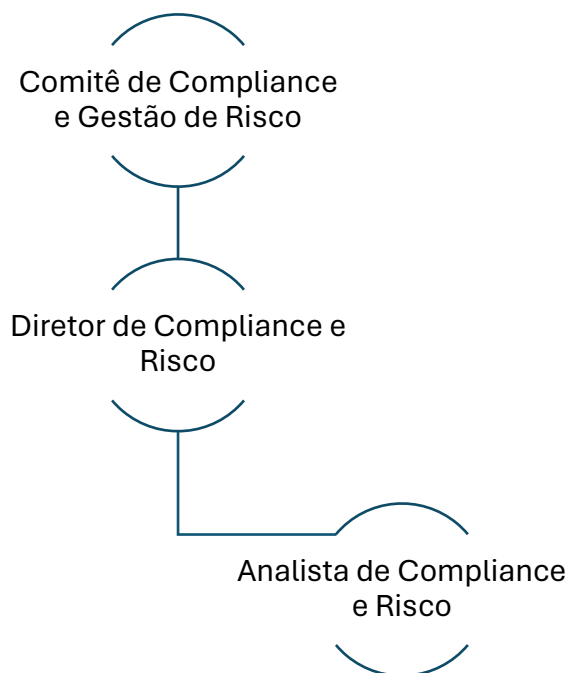 Comitê de Compliance
e Gestão de Risco
Diretor de Compliance e
Risco
Analista de Compliance
e Risco